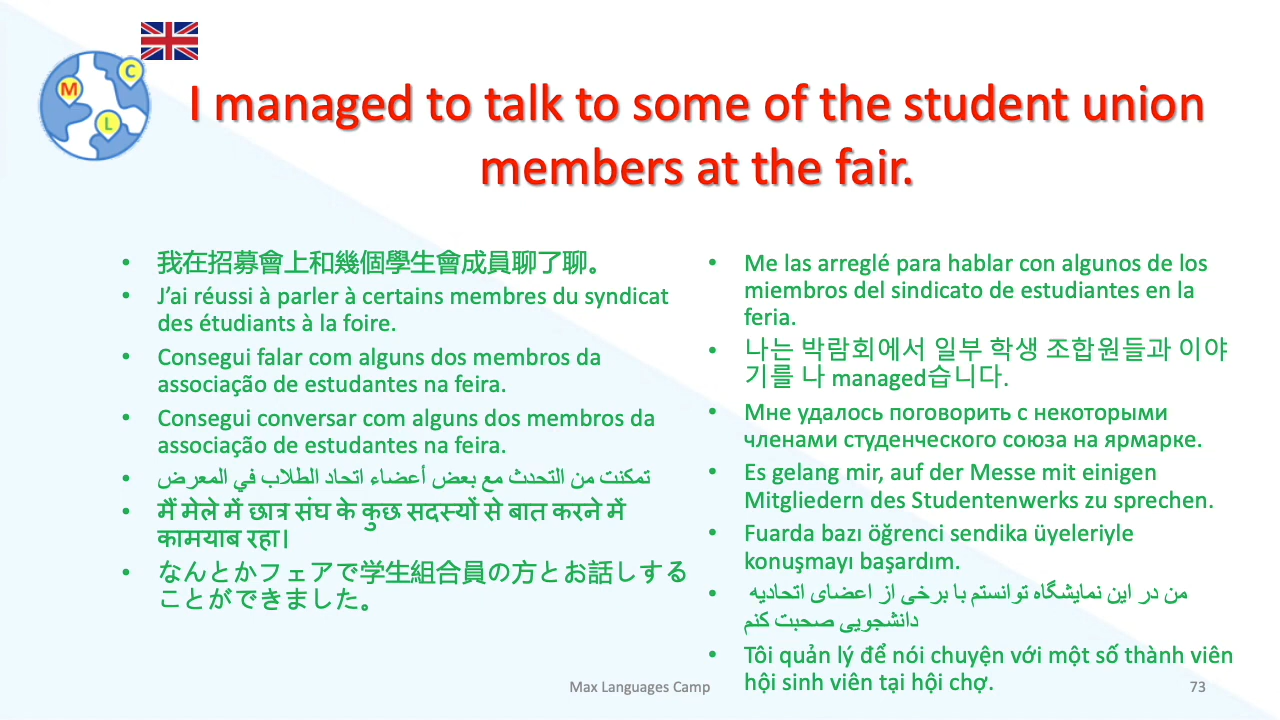 M
C
L
I managed to talk to some of the student union
members at the fair.
• 我在招募會上和幾個學生會成員聊了聊。
• J’ai réussi à parler à certains membres du syndicat
des étudiants à la foire.
• Consegui falar com alguns dos membros da
associação de estudantes na feira.
• Consegui conversar com alguns dos membros da
associação de estudantes na feira.
• تمكنت من التحدث مع بعض أعضاء اتحاد الطلاب في المعرض
• मैं मेले में छात्र संघ के कुछ सदस्यों से बात करने में
कामयाब रहा।
• なんとかフェアで学生組合員の方とお話しする
ことができました。
• Me las arreglé para hablar con algunos de los
miembros del sindicato de estudiantes en la
feria.
• 나는 박람회에서 일부 학생 조합원들과 이야
기를 나 managed습니다.
• Мне удалось поговорить с некоторыми
членами студенческого союза на ярмарке.
• Es gelang mir, auf der Messe mit einigen
Mitgliedern des Studentenwerks zu sprechen.
• Fuarda bazı öğrenci sendika üyeleriyle
konuşmayı başardım.
• من در این نمایشگاه توانستم با برخی از اعضای اتحادیه
دانشجویی صحبت کنم
• Tôi quản lý để nói chuyện với một số thành viên
hội sinh viên tại hội chợ.
Max Languages Camp
73